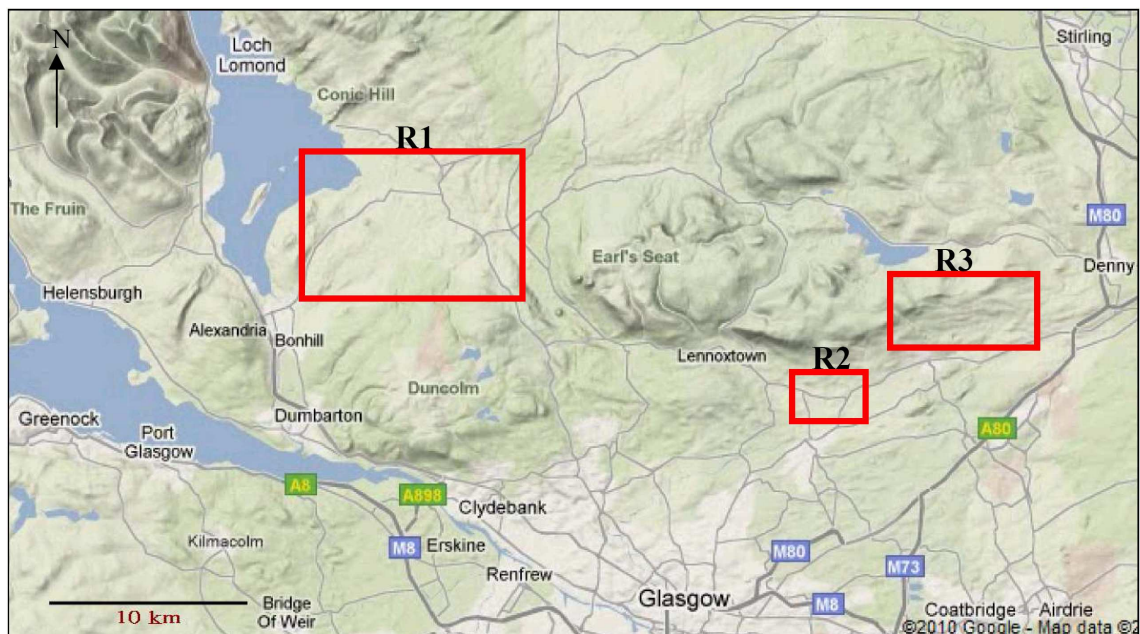 N
Loch
Lomond
Stirling
Conic Hill
R1
The Fruin
M80
Earl's Seat
R3
Denny
Helensburgh
Alexandria
Bonhill
Lennoxtown
R2
Duncolm
Greenock
Dumbarton
Port
Glasgow
A80
A8
A898
Clydebank
Kilmacolm
M8
Erskine
M80
M73
Renfrew
10 km
Bridge
Of Weir
Glasgow
M8
Coatbridge
Airdrie
©2010 Google - Map data ©2